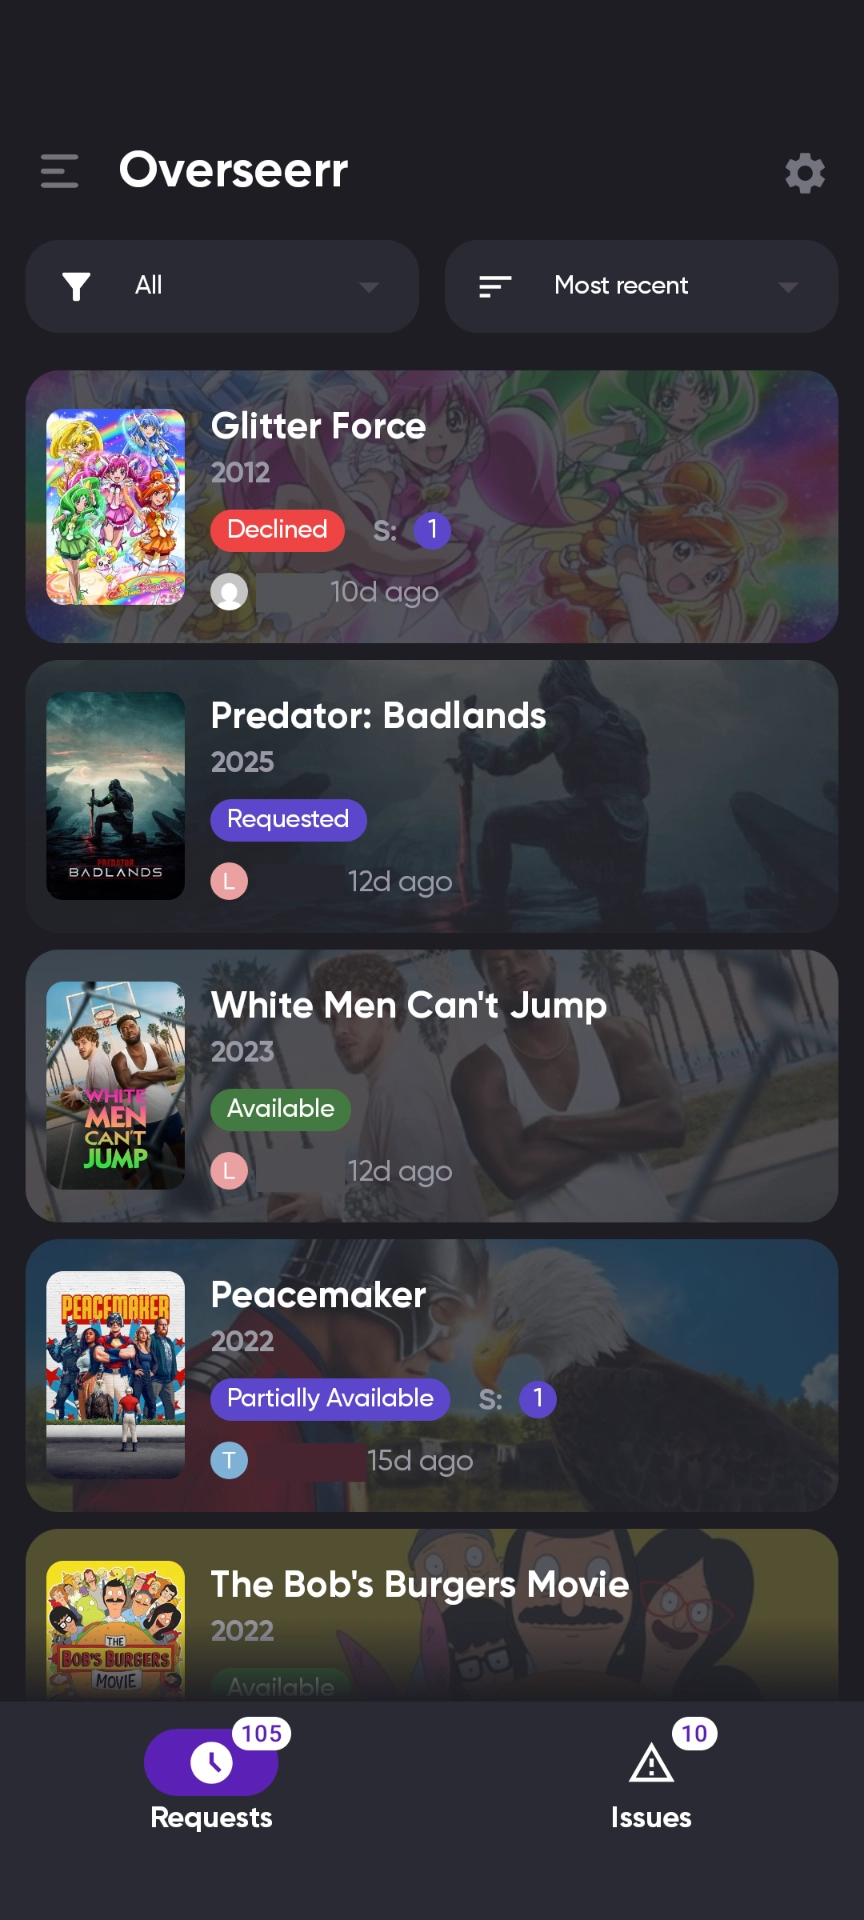 Overseerr
All
Most recent
Glitter Force
2012
Declined S: 1
10d ago
Predator: Badlands
2025
Requested
PREDATOR
BADLANDS
L 12d ago
White Men Can't Jump
2023
Available
WHITE
MEN
CAN'T
JUMP
L 12d ago
Peacemaker
PEACEMAKER
2022
Partially Available S: 1
T 15d ago
The Bob's Burgers Movie
2022
THE
BOB'S BURGERS
MOVIE
Available
105
10
Requests
Issues